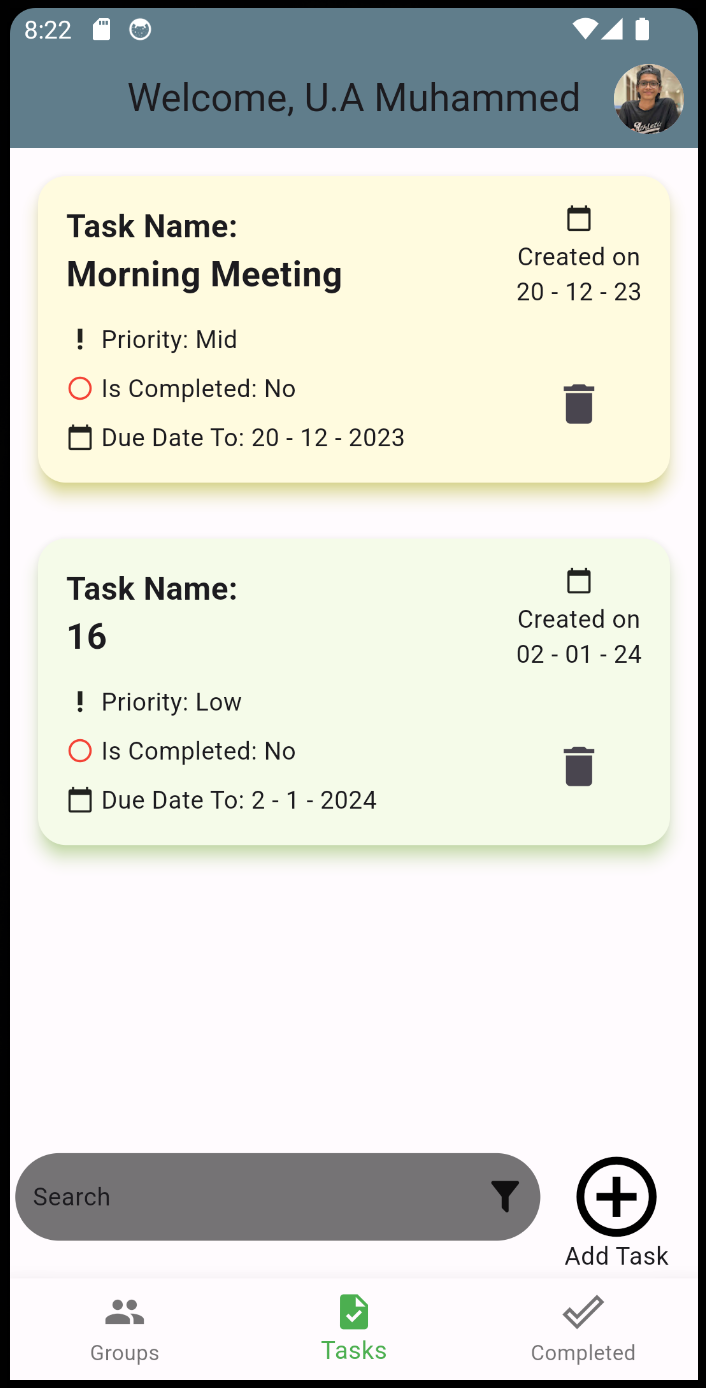 8:22
Welcome, U.A Muhammed
Task Name:
Morning Meeting
Created on
20 - 12 - 23
Priority: Mid
Is Completed: No
Due Date To: 20 - 12 - 2023
Task Name:
16
Created on
02 - 01 - 24
Priority: Low
Is Completed: No
Due Date To: 2 - 1 - 2024
Search
Add Task
Groups
Tasks
Completed